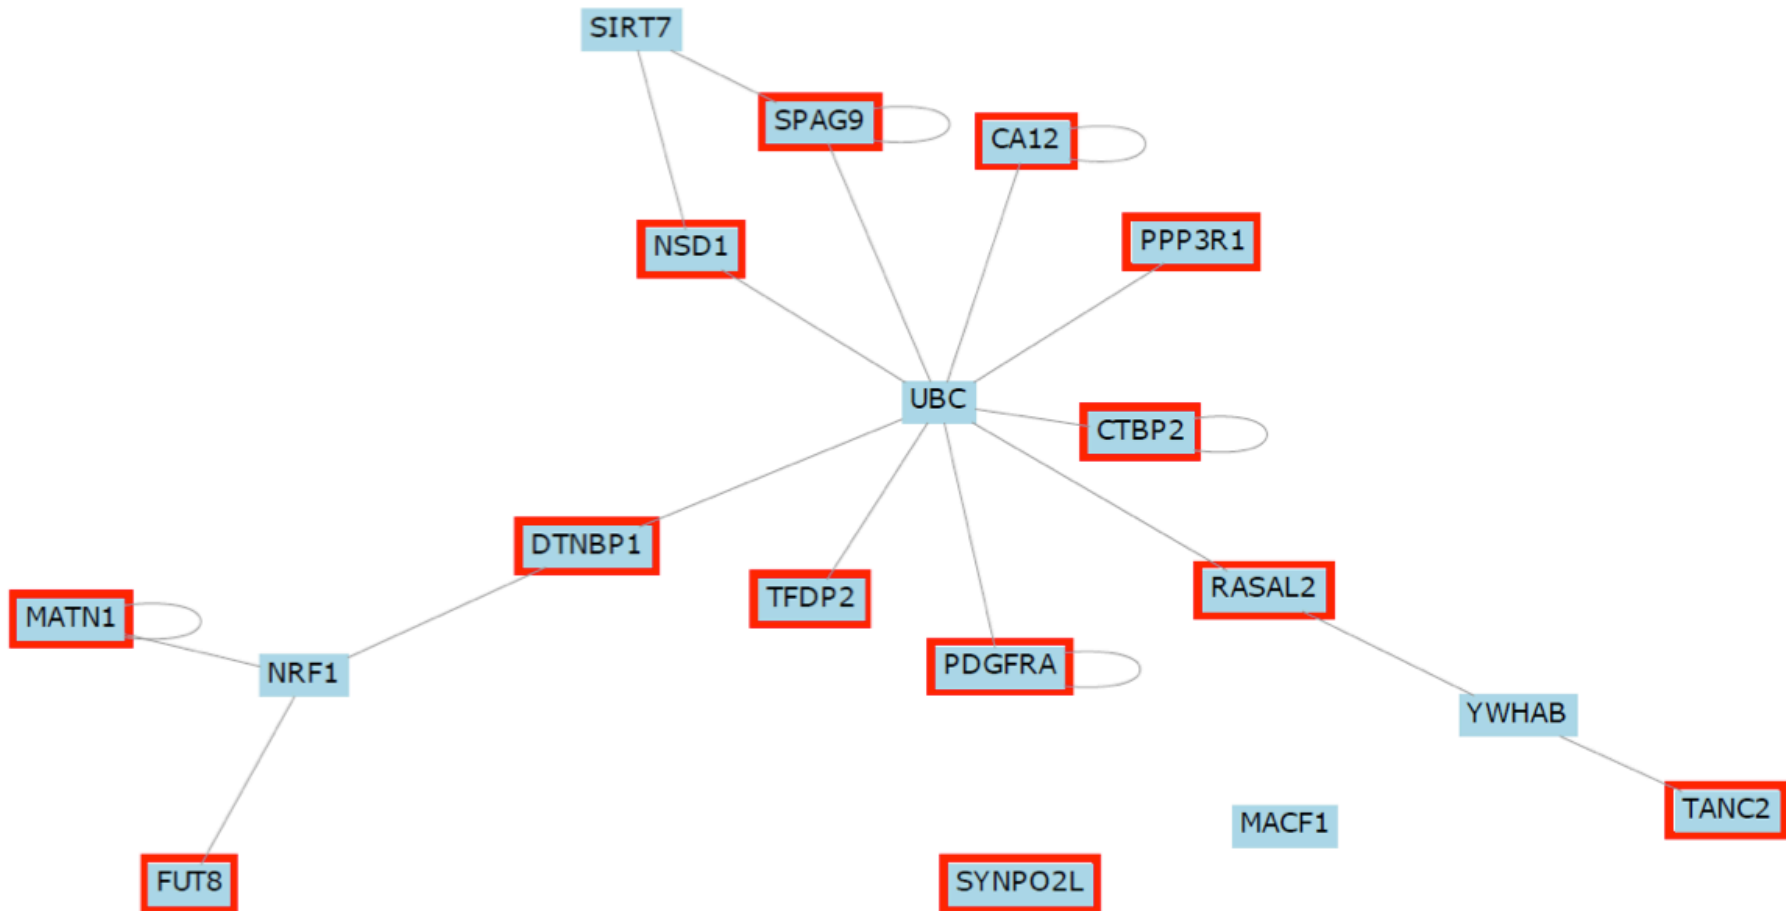 SIRT7
SPAG9
CA12
NSD1
PPP3R1
UBC
CTBP2
DTNBP1
TFDP2
RASAL2
MATN1
NRF1
PDGFRA
YWHAB
TANC2
MACF1
FUT8
SYNPO2L